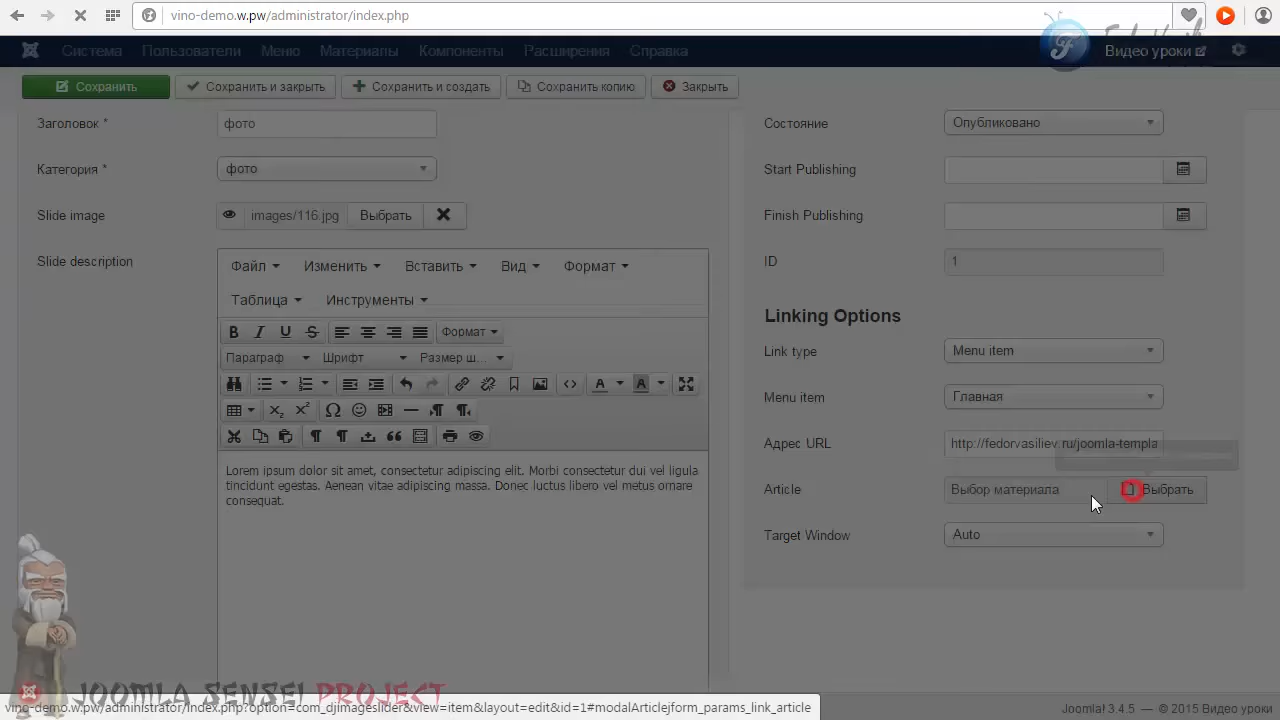 vino-demo.w.pw/administrator/index.php
Система Пользователи Меню Материалы Компоненты Расширения Справка
Видео уроки
Сохранить Сохранить и закрыть Сохранить и создать Сохранить копию Закрыть
Заголовок * фото
Категория * фото
Slide image images/116.jpg Выбрать
Slide description
Файл Изменить Вставить Вид Формат
Таблица Инструменты
Формат
Параграф Шрифт Размер ш...
Lorem ipsum dolor sit amet, consectetur adipiscing elit. Morbi consectetur dui vel ligula
tincidunt egestas. Aenean vitae adipiscing massa. Donec luctus libero vel metus ornare
consequat.
Состояние Опубликовано
Start Publishing
Finish Publishing
ID 1
Linking Options
Link type Menu item
Menu item Главная
Адрес URL http://fedorvasiliev.ru/joomla-templa
Article Выбор материала Выбрать
Target Window Auto
JOOMLA SENSEI PROJECT
vino-demo.w.pw/administrator/index.php?option=com_djimageslider&view=item&layout=edit&id=1#modalArticlejform_params_link_article
Joomla! 3.4.5 — © 2015 Видео уроки